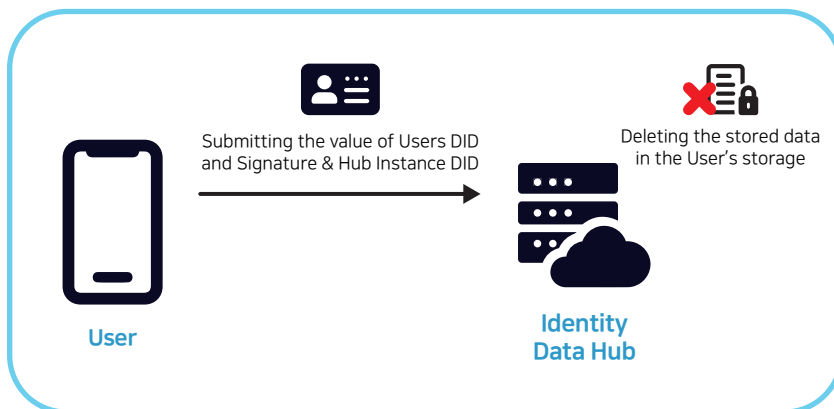 Submitting the value of Users DID
and Signature & Hub Instance DID
Deleting the stored data
in the User's storage
User
Identity
Data Hub